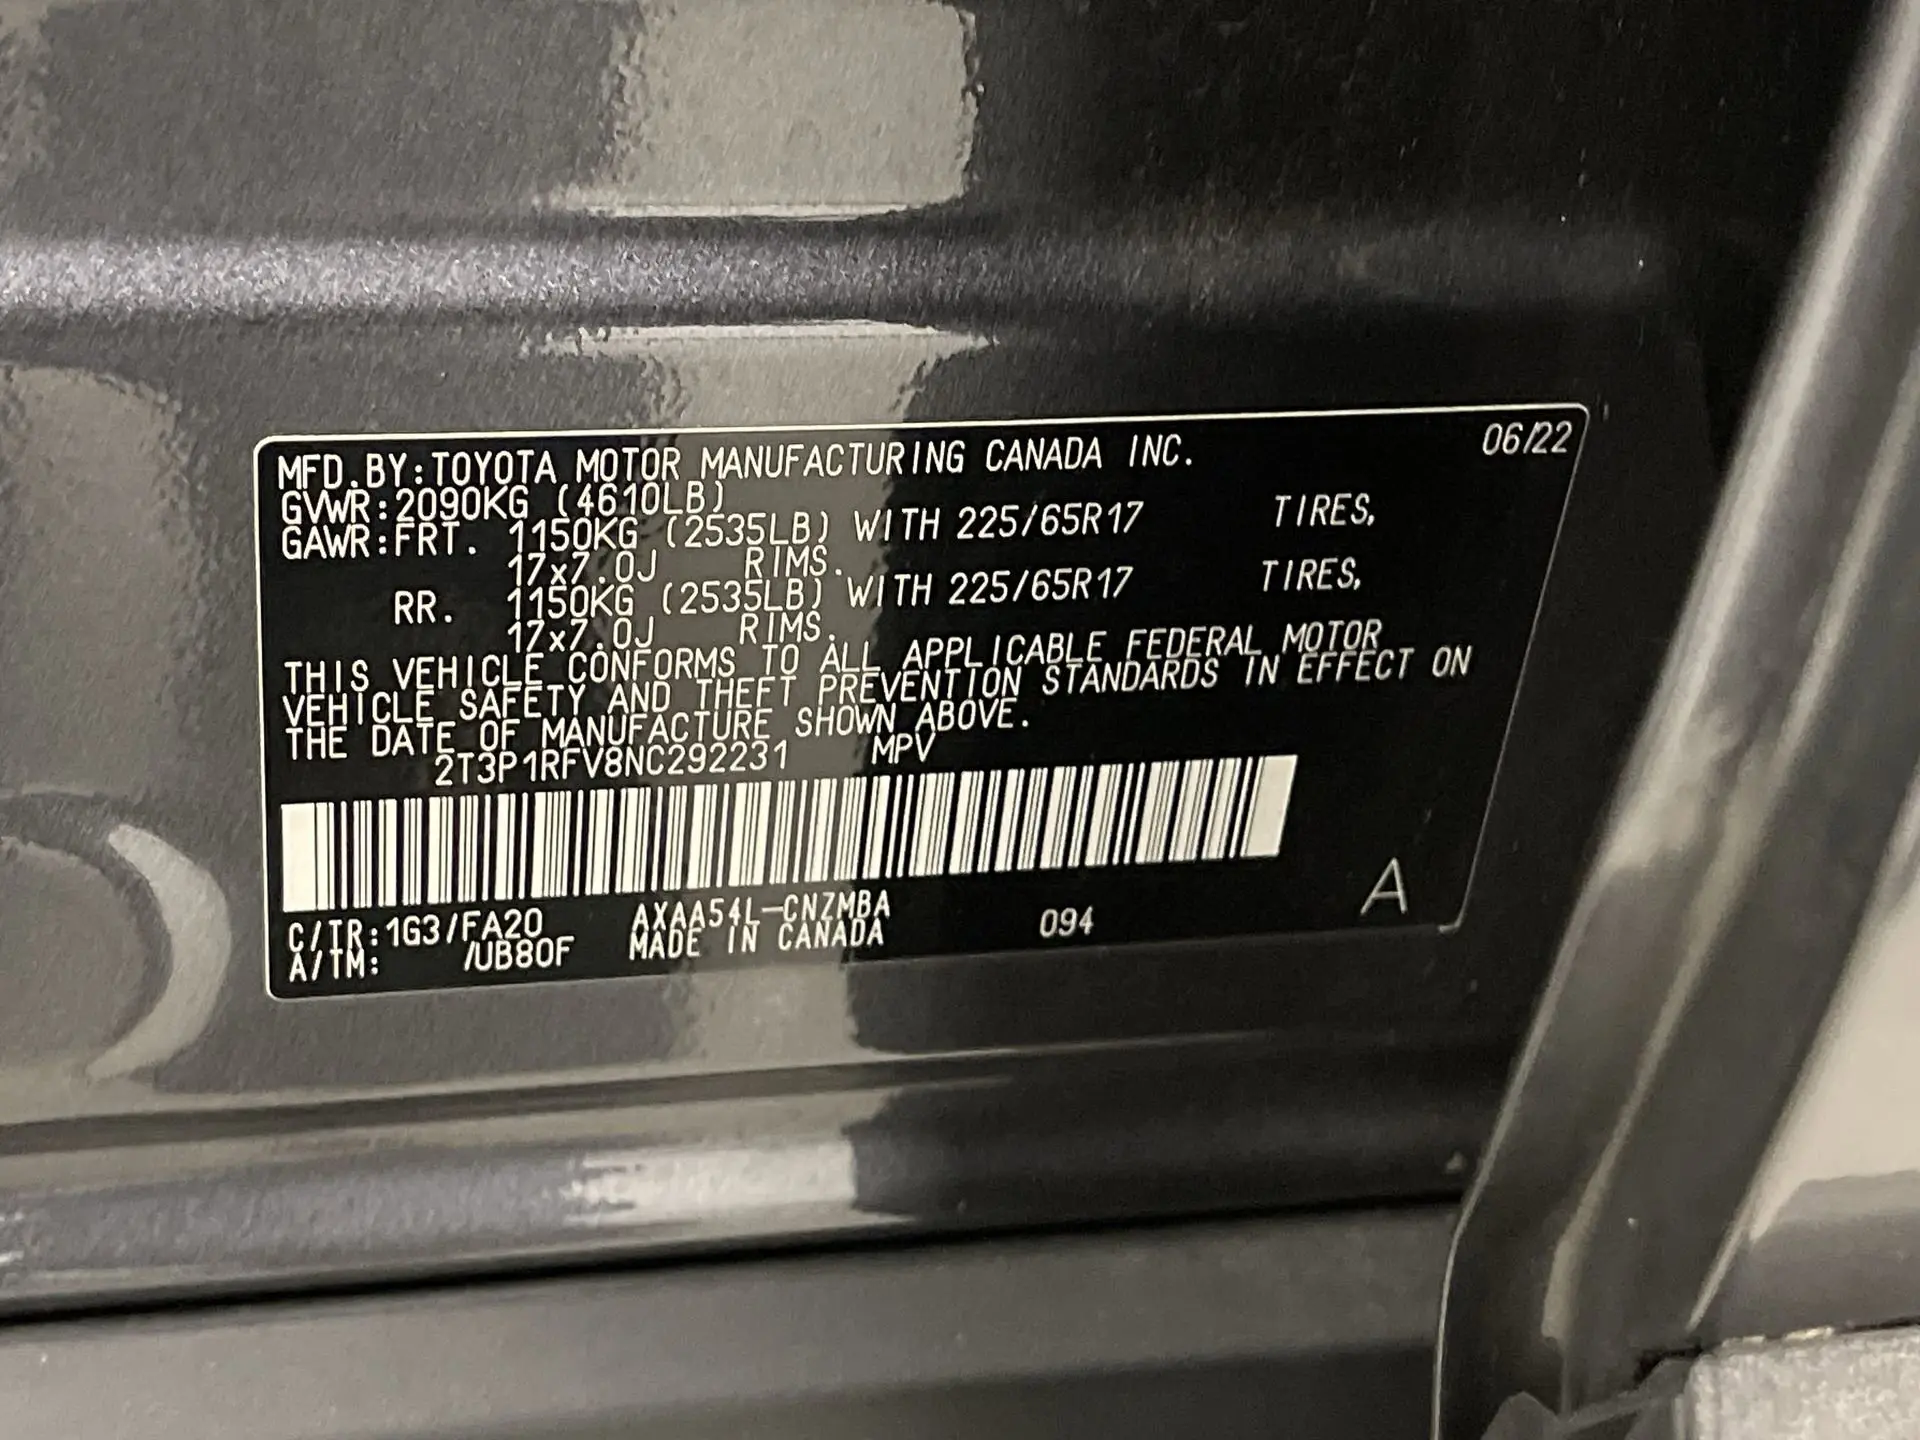 MFD.BY:TOYOTA MOTOR MANUFACTURING CANADA INC. 06/22
GVWR:2090KG (4610LB)
GAWR:FRT. 1150KG (2535LB) WITH 225/65R17 TIRES,
17x7.0J RIMS.
RR. 1150KG (2535LB) WITH 225/65R17 TIRES,
17x7.0J RIMS.
THIS VEHICLE CONFORMS TO ALL APPLICABLE FEDERAL MOTOR
VEHICLE SAFETY AND THEFT PREVENTION STANDARDS IN EFFECT ON
THE DATE OF MANUFACTURE SHOWN ABOVE.
2T3P1RFV8NC292231 MPV
A
C/TR:1G3/FA20 AXAA54L-CNZMBA 094
A/TM: /UB80F MADE IN CANADA